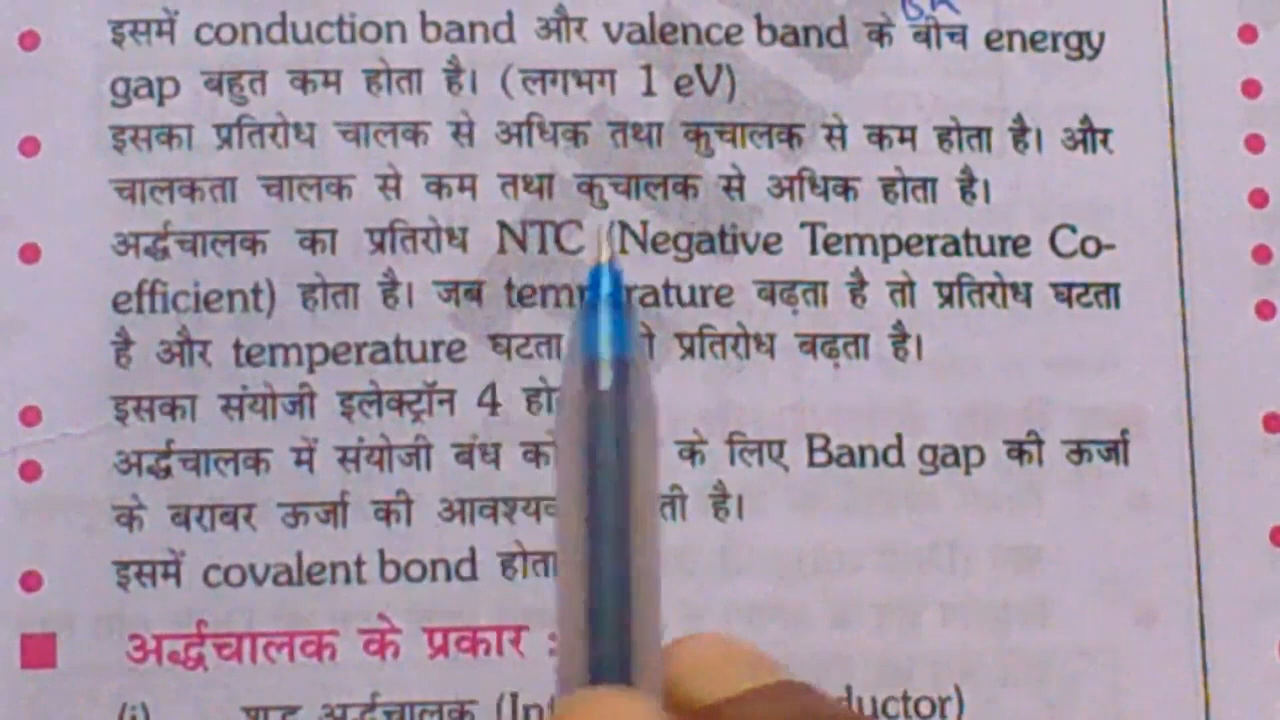 इसमें conduction band और valence band के बीच energy
gap बहुत कम होता है। (लगभग 1 eV)
इसका प्रतिरोध चालक से अधिक तथा कुचालक से कम होता है। और
चालकता चालक से कम तथा कुचालक से अधिक होता है।
अर्द्धचालक का प्रतिरोध NTC (Negative Temperature Co-
efficient) होता है। जब बढ़ता है तो प्रतिरोध घटता
है और temperature घटता प्रतिरोध बढ़ता है।
इसका संयोजी इलेक्ट्रॉन 4
अर्द्धचालक में संयोजी बंध के लिए Band gap की ऊर्जा
के बराबर ऊर्जा की है।
इसमें covalent bond होता
अर्द्धचालक के प्रकार :
(i) शुद्ध अर्द्धचालक